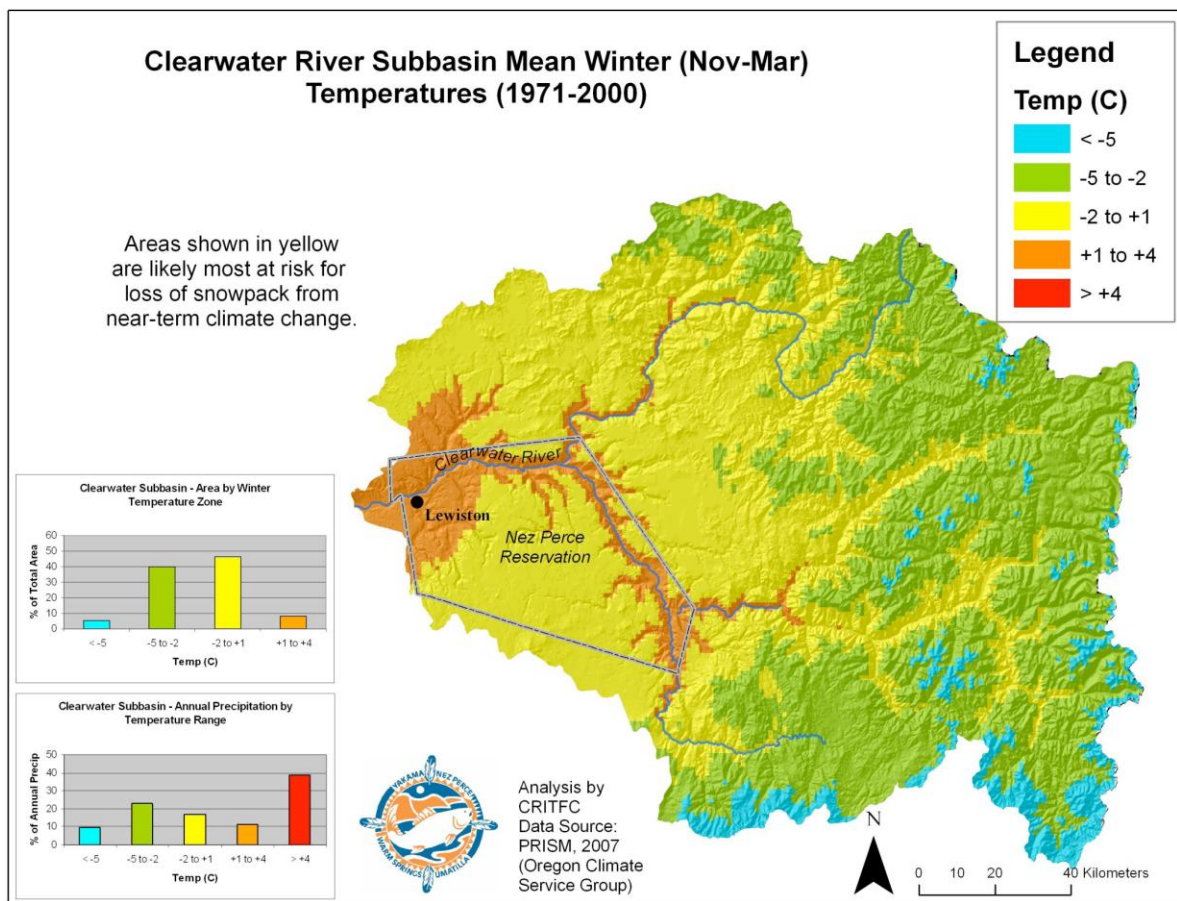 Clearwater River Subbasin Mean Winter (Nov-Mar)
Temperatures (1971-2000)
Legend
Temp (C)
< -5
-5 to -2
-2 to +1
+1 to +4
> +4
Areas shown in yellow
are likely most at risk for
loss of snowpack from
near-term climate change.
Clearwater River
Lewiston
Nez Perce
Reservation
Clearwater Subbasin - Area by Winter
Temperature Zone
% of Total Area
60
50
40
30
20
10
0
< -5 -5 to -2 -2 to +1 +1 to +4
Temp (C)
Clearwater Subbasin - Annual Precipitation by
Temperature Range
% of Annual Precip
50
40
30
20
10
0
< -5 -5 to -2 -2 to +1 +1 to +4 > +4
Temp (C)
YAKAMA NEZ PERCE
WARM SPRINGS UMATILLA
Analysis by
CRITFC
Data Source:
PRISM, 2007
(Oregon Climate
Service Group)
N
0 10 20 40 Kilometers